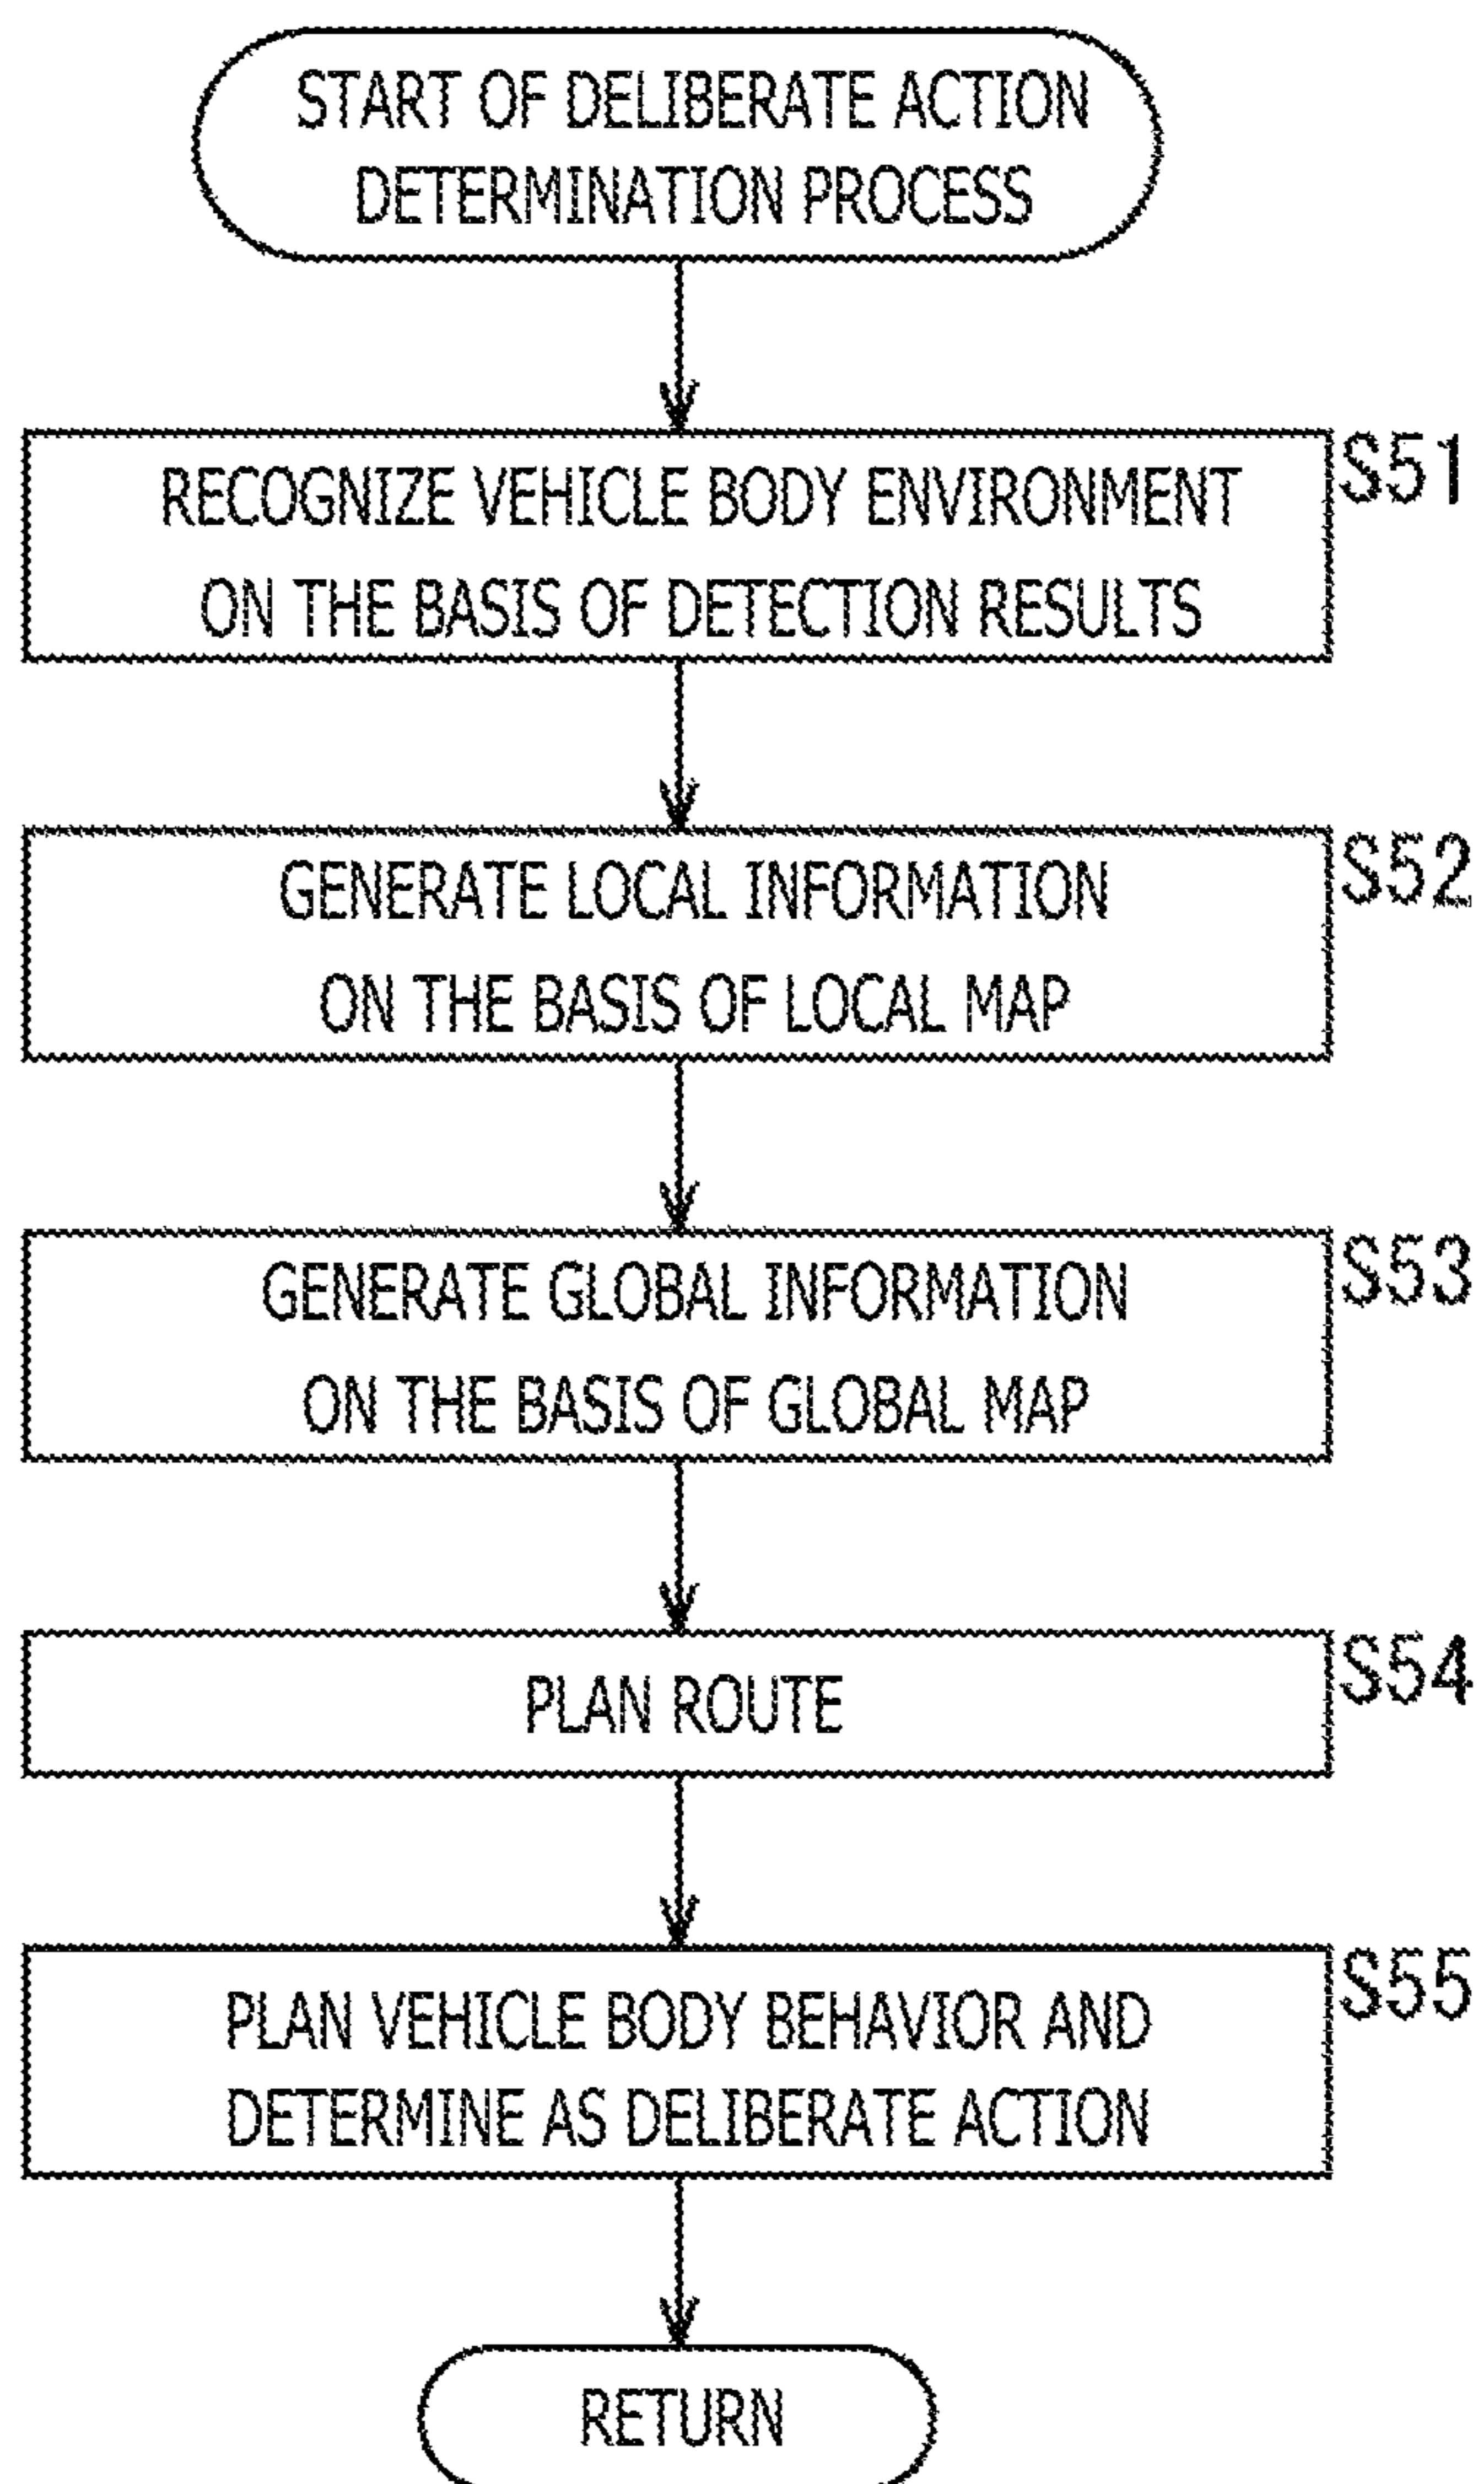 START OF DELIBERATE ACTION
DETERMINATION PROCESS
RECOGNIZE VEHICLE BODY ENVIRONMENT
ON THE BASIS OF DETECTION RESULTS
S51
GENERATE LOCAL INFORMATION
ON THE BASIS OF LOCAL MAP
S52
GENERATE GLOBAL INFORMATION
ON THE BASIS OF GLOBAL MAP
S53
PLAN ROUTE
S54
PLAN VEHICLE BODY BEHAVIOR AND
DETERMINE AS DELIBERATE ACTION
S55
RETURN